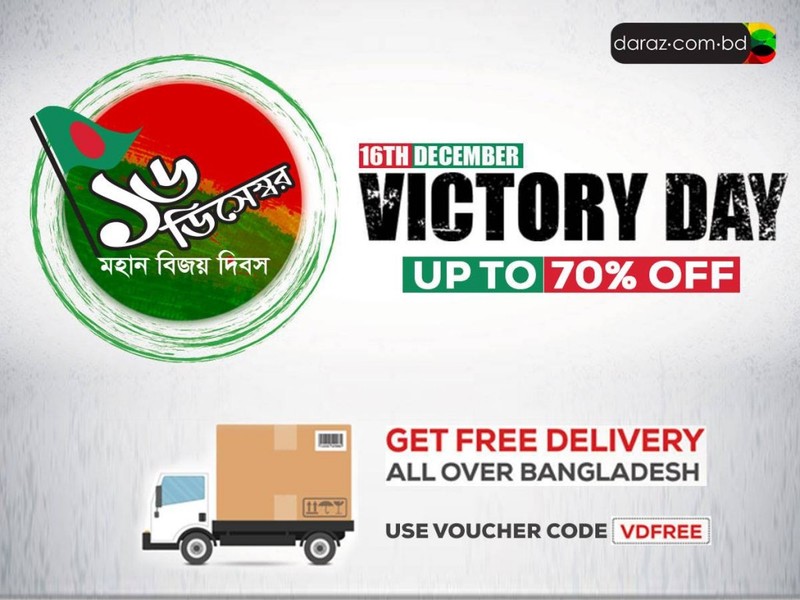 daraz.com.bd
১৬
ডিসেম্বর
মহান বিজয় দিবস
16TH DECEMBER
VICTORY DAY
UP TO 70% OFF
GET FREE DELIVERY
ALL OVER BANGLADESH
USE VOUCHER CODE VDFREE